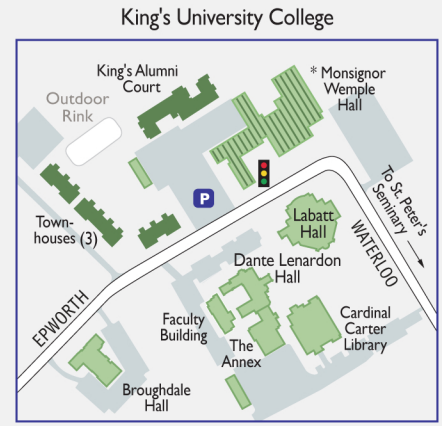 King's University College
King's Alumni
Court
* Monsignor
Wemple
Hall
Outdoor
Rink
To St. Peter's
Seminary
P
Town-
houses (3)
Labatt
Hall
WATERLOO
Dante Lenardon
Hall
EPWORTH
Faculty
Building
The
Annex
Cardinal
Carter
Library
Broughdale
Hall